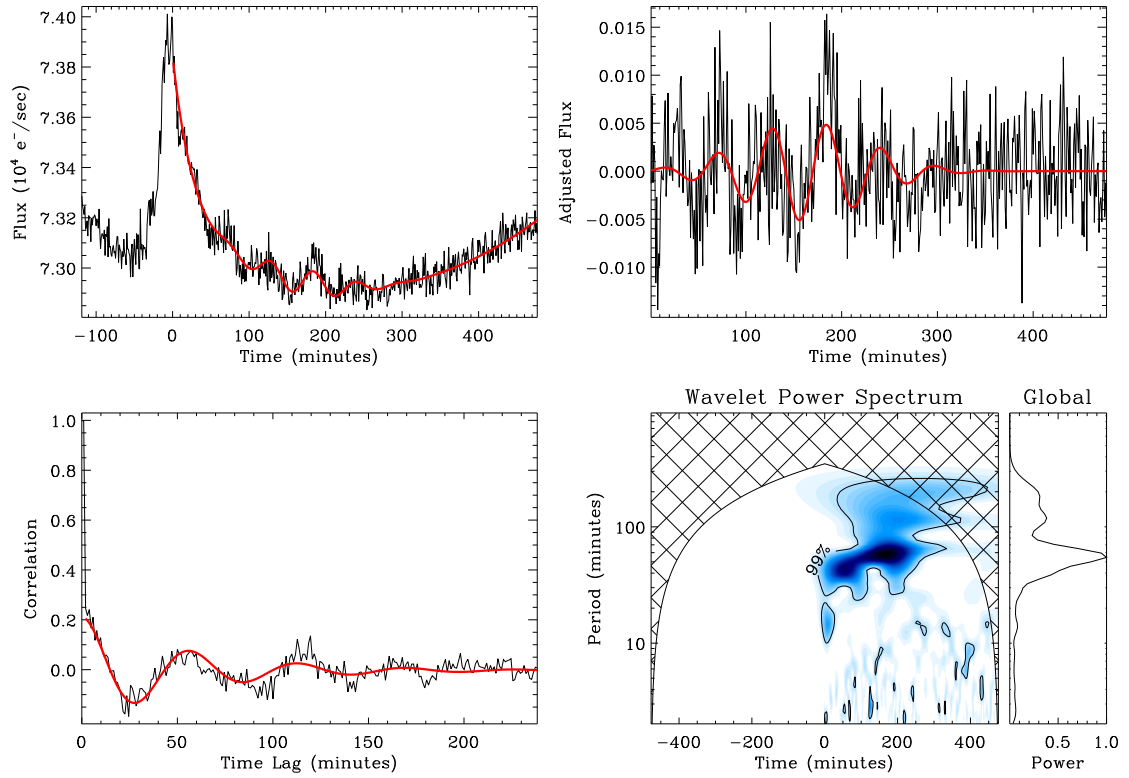 7.40
7.38
7.36
7.34
7.32
7.30
Flux (10⁴ e⁻/sec)
−100 0 100 200 300 400
Time (minutes)
0.015
0.010
0.005
0.000
−0.005
−0.010
Adjusted Flux
100 200 300 400
Time (minutes)
1.0
0.8
0.6
0.4
0.2
0.0
Correlation
0 50 100 150 200
Time Lag (minutes)
Wavelet Power Spectrum
Global
100
10
Period (minutes)
99%
−400 −200 0 200 400
Time (minutes)
0.5 1.0
Power